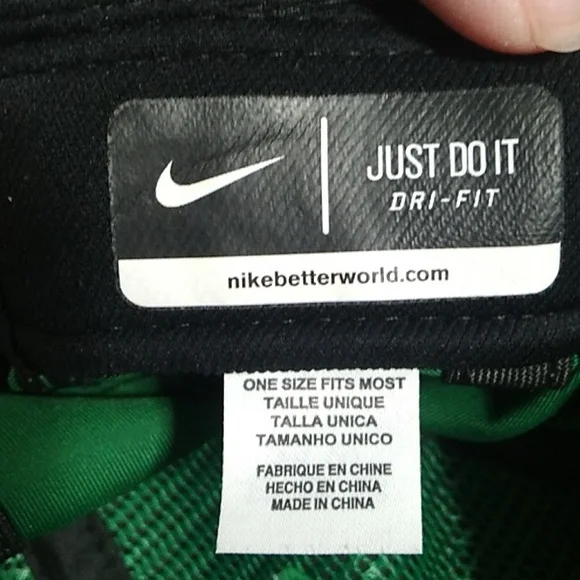 JUST DO IT
DRI-FIT
nikebetterworld.com
ONE SIZE FITS MOST
TAILLE UNIQUE
TALLA UNICA
TAMANHO UNICO
FABRIQUE EN CHINE
HECHO EN CHINA
MADE IN CHINA